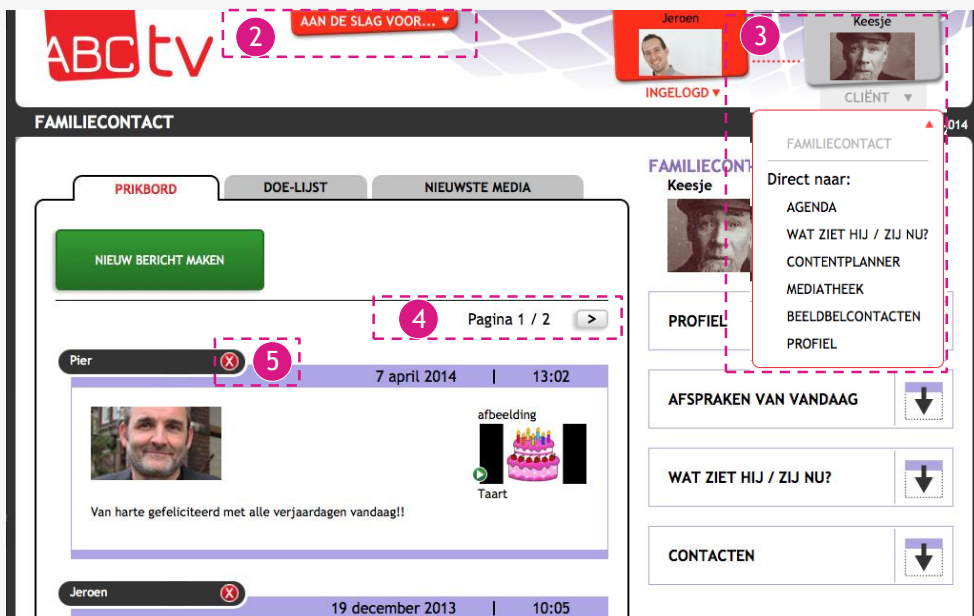 ABCtv
2
AAN DE SLAG VOOR... ▼
Jeroen
INGELOGD ▼
3
Keesje
CLIËNT ▼
FAMILIECONTACT
014
FAMILIECONTACT
Direct naar:
AGENDA
WAT ZIET HIJ / ZIJ NU?
CONTENTPLANNER
MEDIATHEEK
BEELDBELCONTACTEN
PROFIEL
PRIKBORD
DOE-LIJST
NIEUWSTE MEDIA
NIEUW BERICHT MAKEN
4
Pagina 1 / 2 >
Pier X
5
7 april 2014 | 13:02
afbeelding
Taart
Van harte gefeliciteerd met alle verjaardagen vandaag!!
Jeroen X
19 december 2013 | 10:05
FAMILIECONT
Keesje
PROFIEL
AFSPRAKEN VAN VANDAAG
WAT ZIET HIJ / ZIJ NU?
CONTACTEN